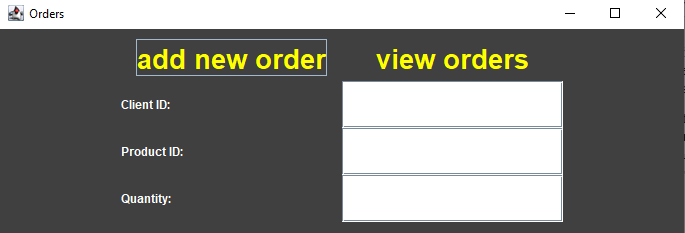 Orders
add new order view orders
Client ID:
Product ID:
Quantity: